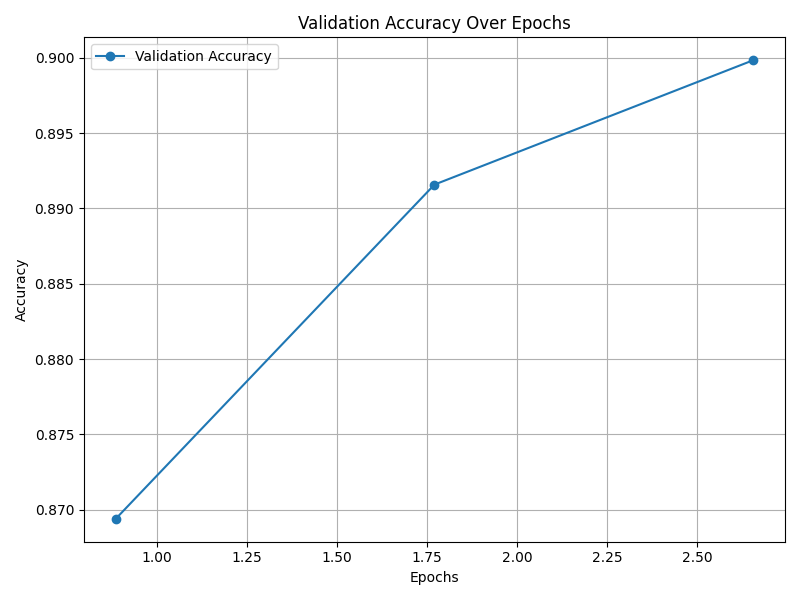 Validation Accuracy Over Epochs
Validation Accuracy
0.900
0.895
0.890
0.885
0.880
0.875
0.870
Accuracy
1.00 1.25 1.50 1.75 2.00 2.25 2.50
Epochs